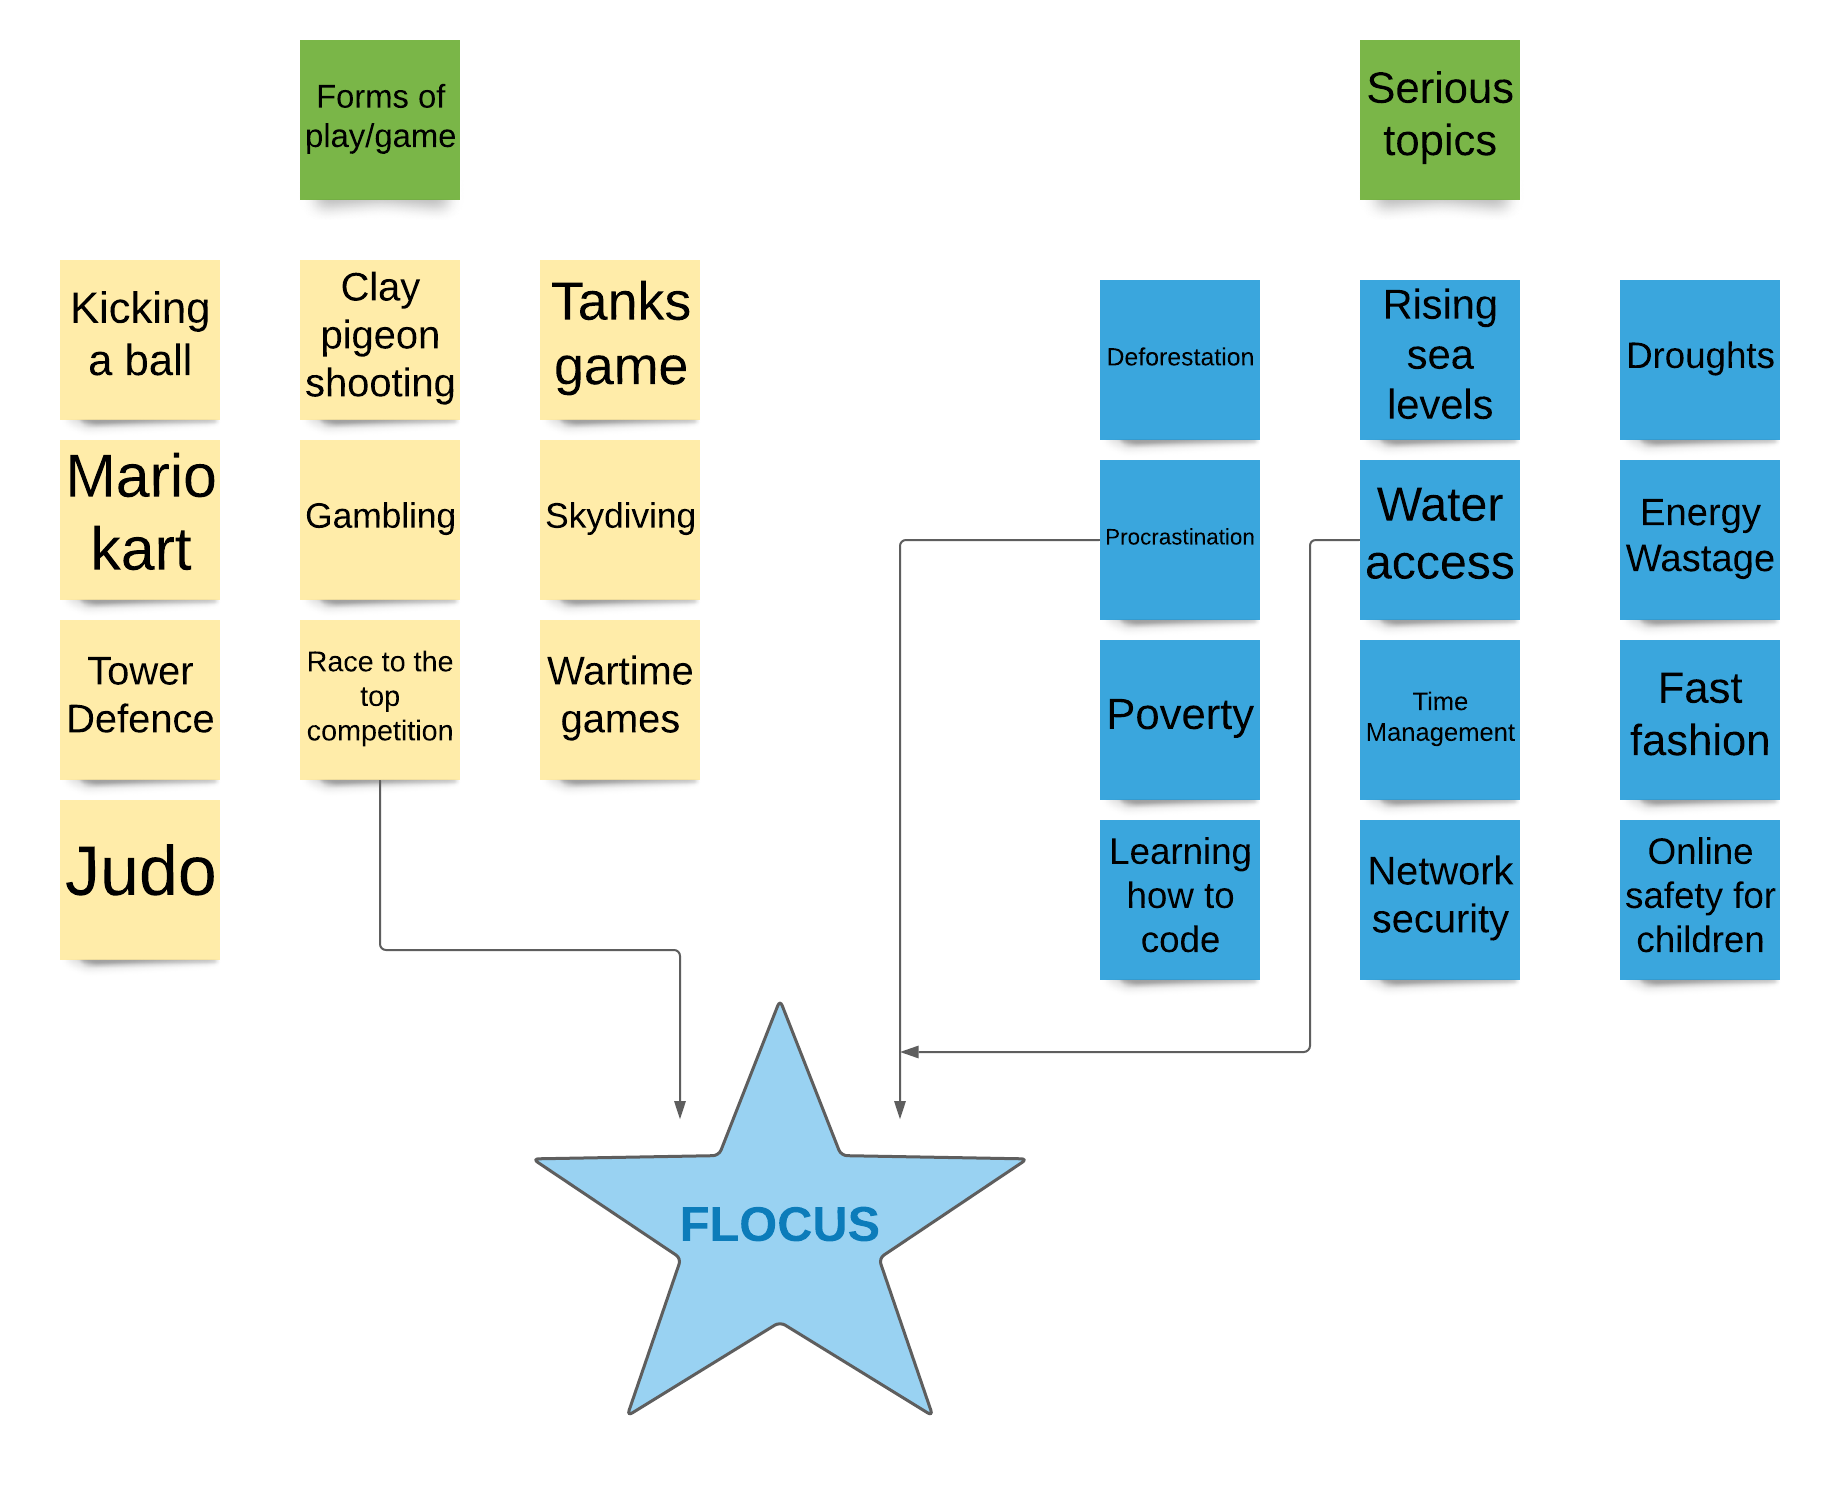 Forms of
play/game
Serious
topics
Kicking
a ball
Clay
pigeon
shooting
Tanks
game
Deforestation
Rising
sea
levels
Droughts
Mario
kart
Gambling
Skydiving
Procrastination
Water
access
Energy
Wastage
Tower
Defence
Race to the
top
competition
Wartime
games
Poverty
Time
Management
Fast
fashion
Judo
Learning
how to
code
Network
security
Online
safety for
children
FLOCUS